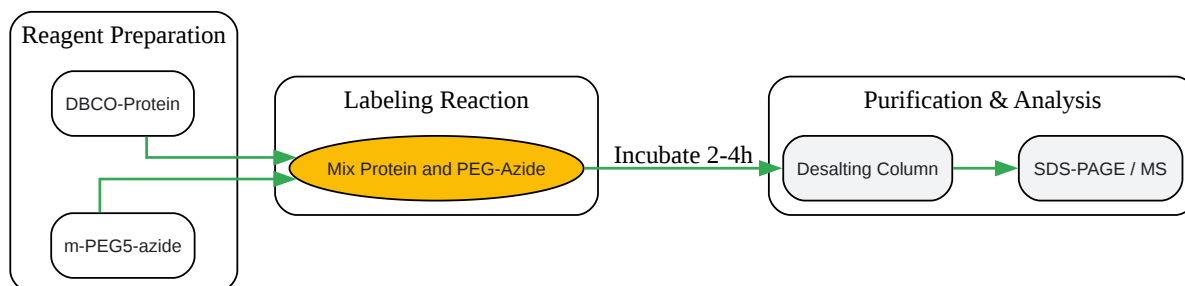 Reagent Preparation
DBCO-Protein
m-PEG5-azide
Labeling Reaction
Mix Protein and PEG-Azide
Incubate 2-4h
Purification & Analysis
Desalting Column
SDS-PAGE / MS